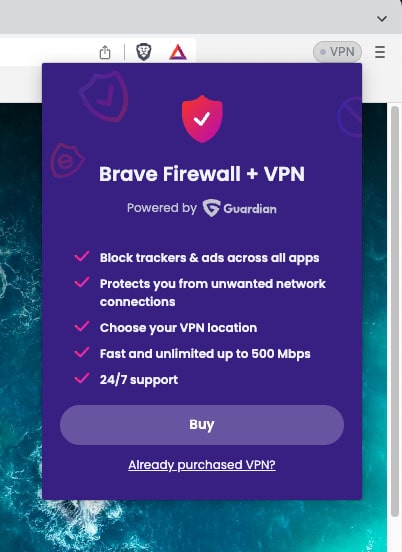 VPN
Brave Firewall + VPN
Powered by Guardian
Block trackers & ads across all apps
Protects you from unwanted network
connections
Choose your VPN location
Fast and unlimited up to 500 Mbps
24/7 support
Buy
Already purchased VPN?